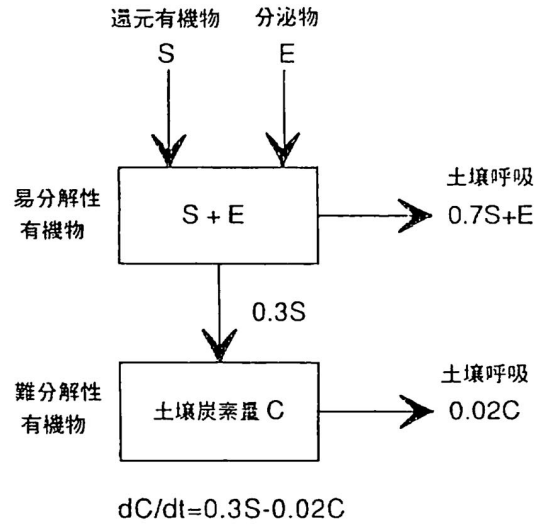 還元有機物
分泌物
S
E
易分解性
有機物
S + E
土壌呼吸
0.7S+E
0.3S
難分解性
有機物
土壌炭素量 C
土壌呼吸
0.02C
dC/dt=0.3S-0.02C